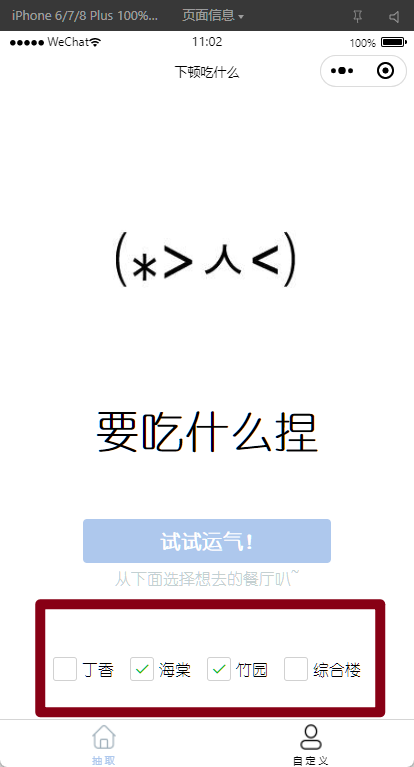 iPhone 6/7/8 Plus 100%... 页面信息
WeChat 11:02 100%
下顿吃什么
(⁎>人<)
要吃什么捏
试试运气!
从下面选择想去的餐厅叭~
丁香 海棠 竹园 综合楼
抽取 自定义